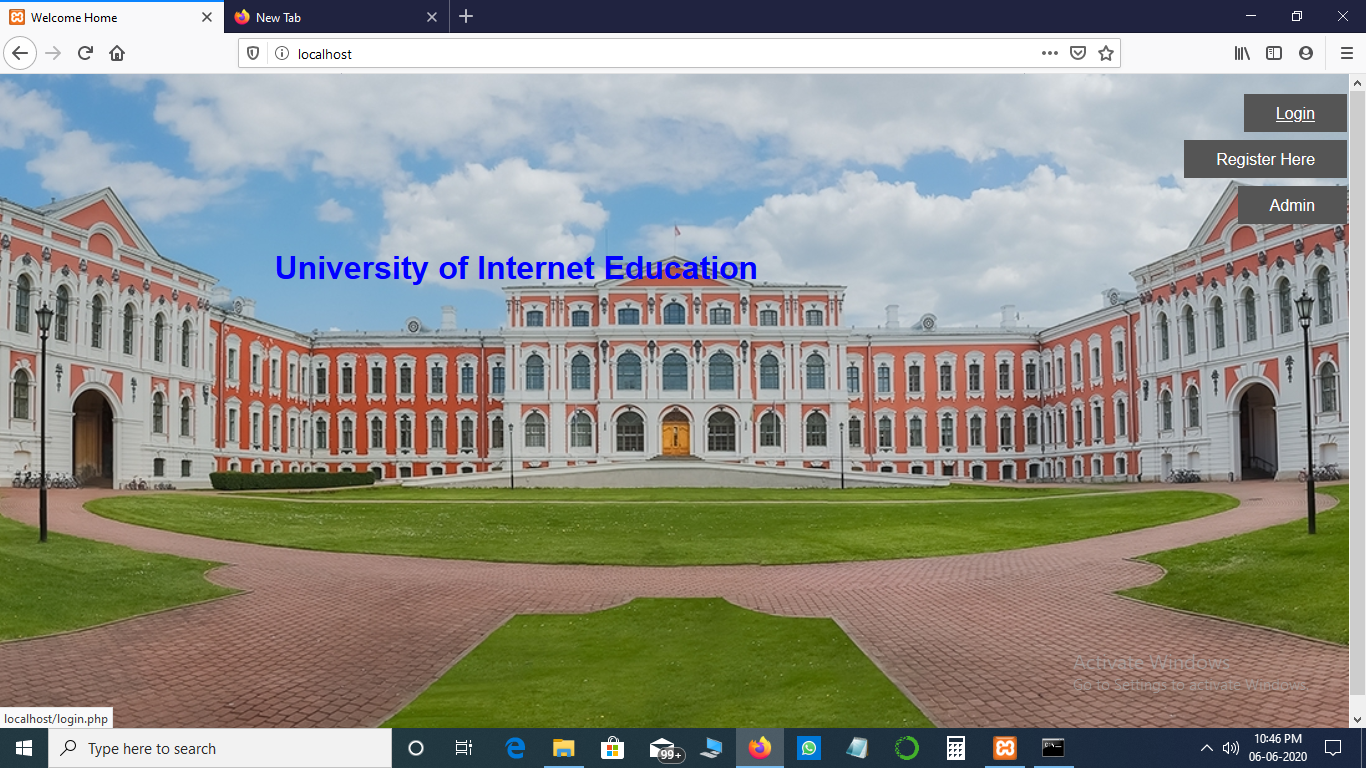 Welcome Home
New Tab
localhost
Login
Register Here
Admin
University of Internet Education
Activate Windows
Go to Settings to activate Windows.
localhost/login.php
Type here to search
99+
10:46 PM
06-06-2020